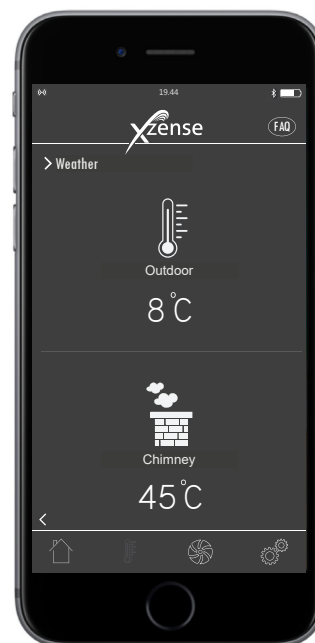 19.44
xzense
FAQ
> Weather
Outdoor
8°C
Chimney
45°C
<